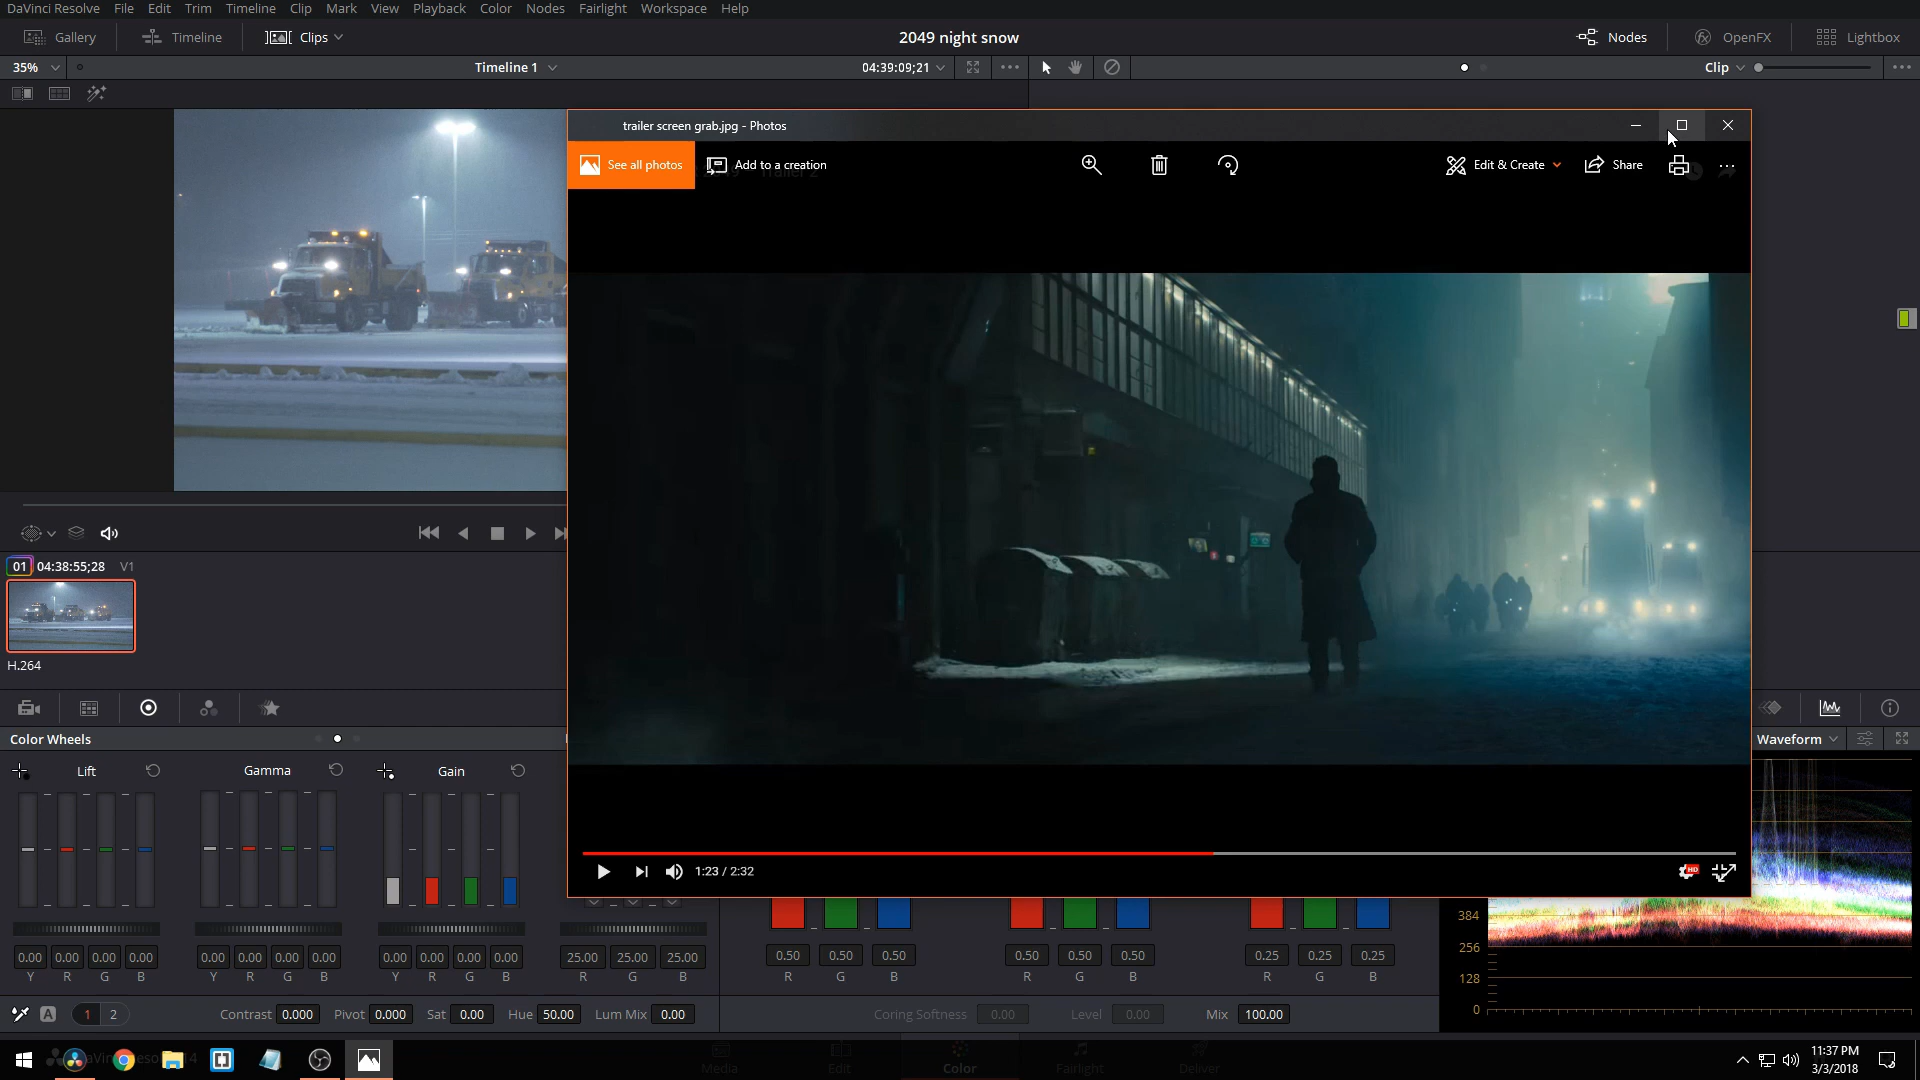 DaVinci Resolve File Edit Trim Timeline Clip Mark View Playback Color Nodes Fairlight Workspace Help
Gallery Timeline Clips 2049 night snow Nodes OpenFX Lightbox
35% Timeline 1 04:39:09;21 Clip
trailer screen grab.jpg - Photos
See all photos Add to a creation Edit & Create Share
01 04:38:55;28 V1
H.264
Color Wheels Waveform
Lift Gamma Gain
1:23 / 2:32
HD
384
256
128
0
0.00 0.00 0.00 0.00 0.00 0.00 0.00 0.00 0.00 0.00 0.00 0.00 25.00 25.00 25.00 0.50 0.50 0.50 0.50 0.50 0.50 0.25 0.25 0.25
Y R G B Y R G B Y R G B R G B R G B R G B R G B
A 1 2 Contrast 0.000 Pivot 0.000 Sat 0.00 Hue 50.00 Lum Mix 0.00 Coring Softness 0.00 Level 0.00 Mix 100.00
Media Edit Color Fairlight Deliver
11:37 PM
3/3/2018